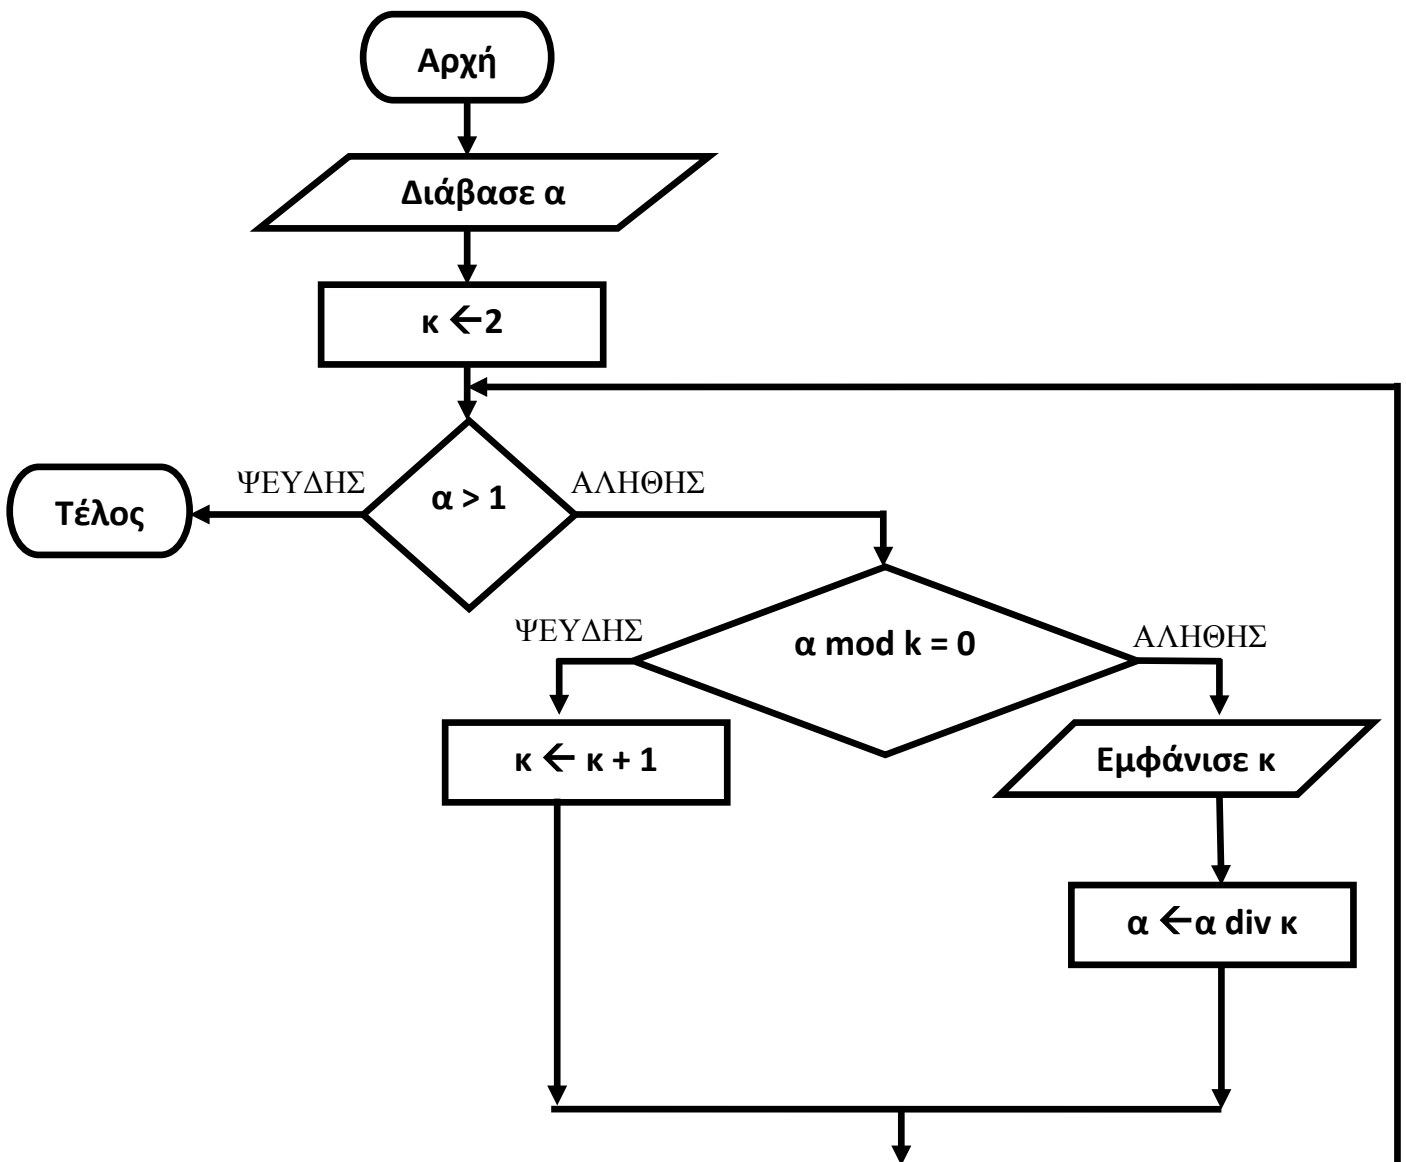 Αρχή
Διάβασε α
κ ←2
α > 1
ΨΕΥΔΗΣ
ΑΛΗΘΗΣ
Τέλος
α mod k = 0
ΨΕΥΔΗΣ
ΑΛΗΘΗΣ
κ ← κ + 1
Εμφάνισε κ
α ←α div κ